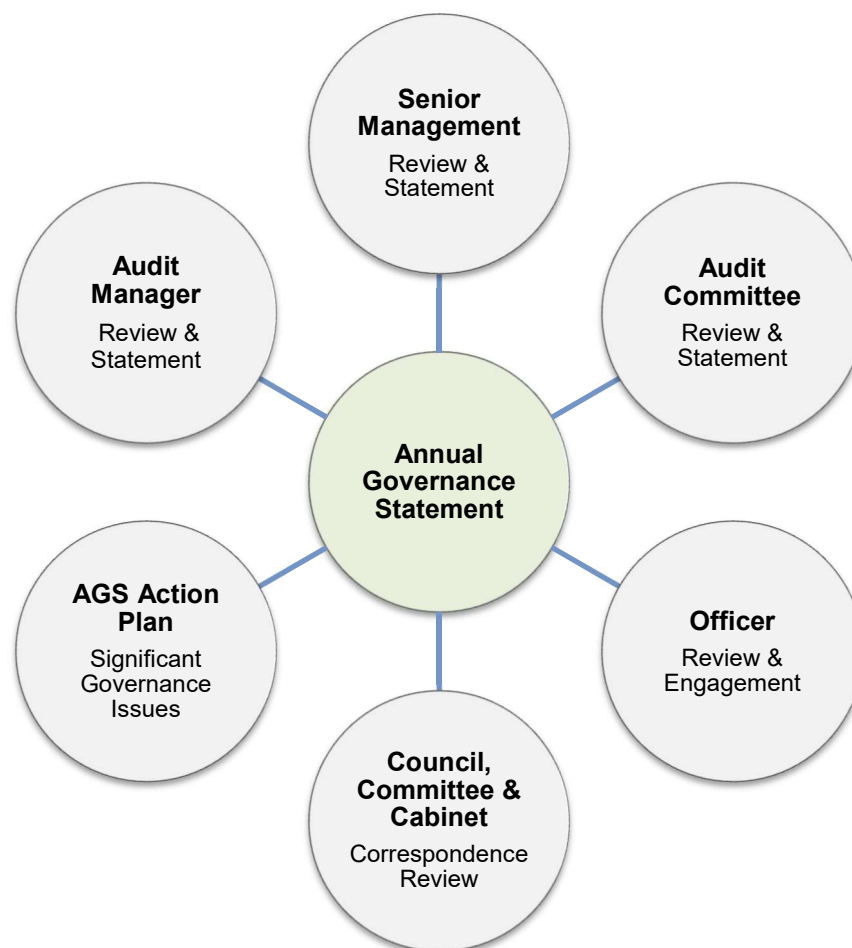 Senior
Management
Review &
Statement
Audit
Manager
Review &
Statement
Audit
Committee
Review &
Statement
Annual
Governance
Statement
AGS Action
Plan
Significant
Governance
Issues
Officer
Review &
Engagement
Council,
Committee &
Cabinet
Correspondence
Review